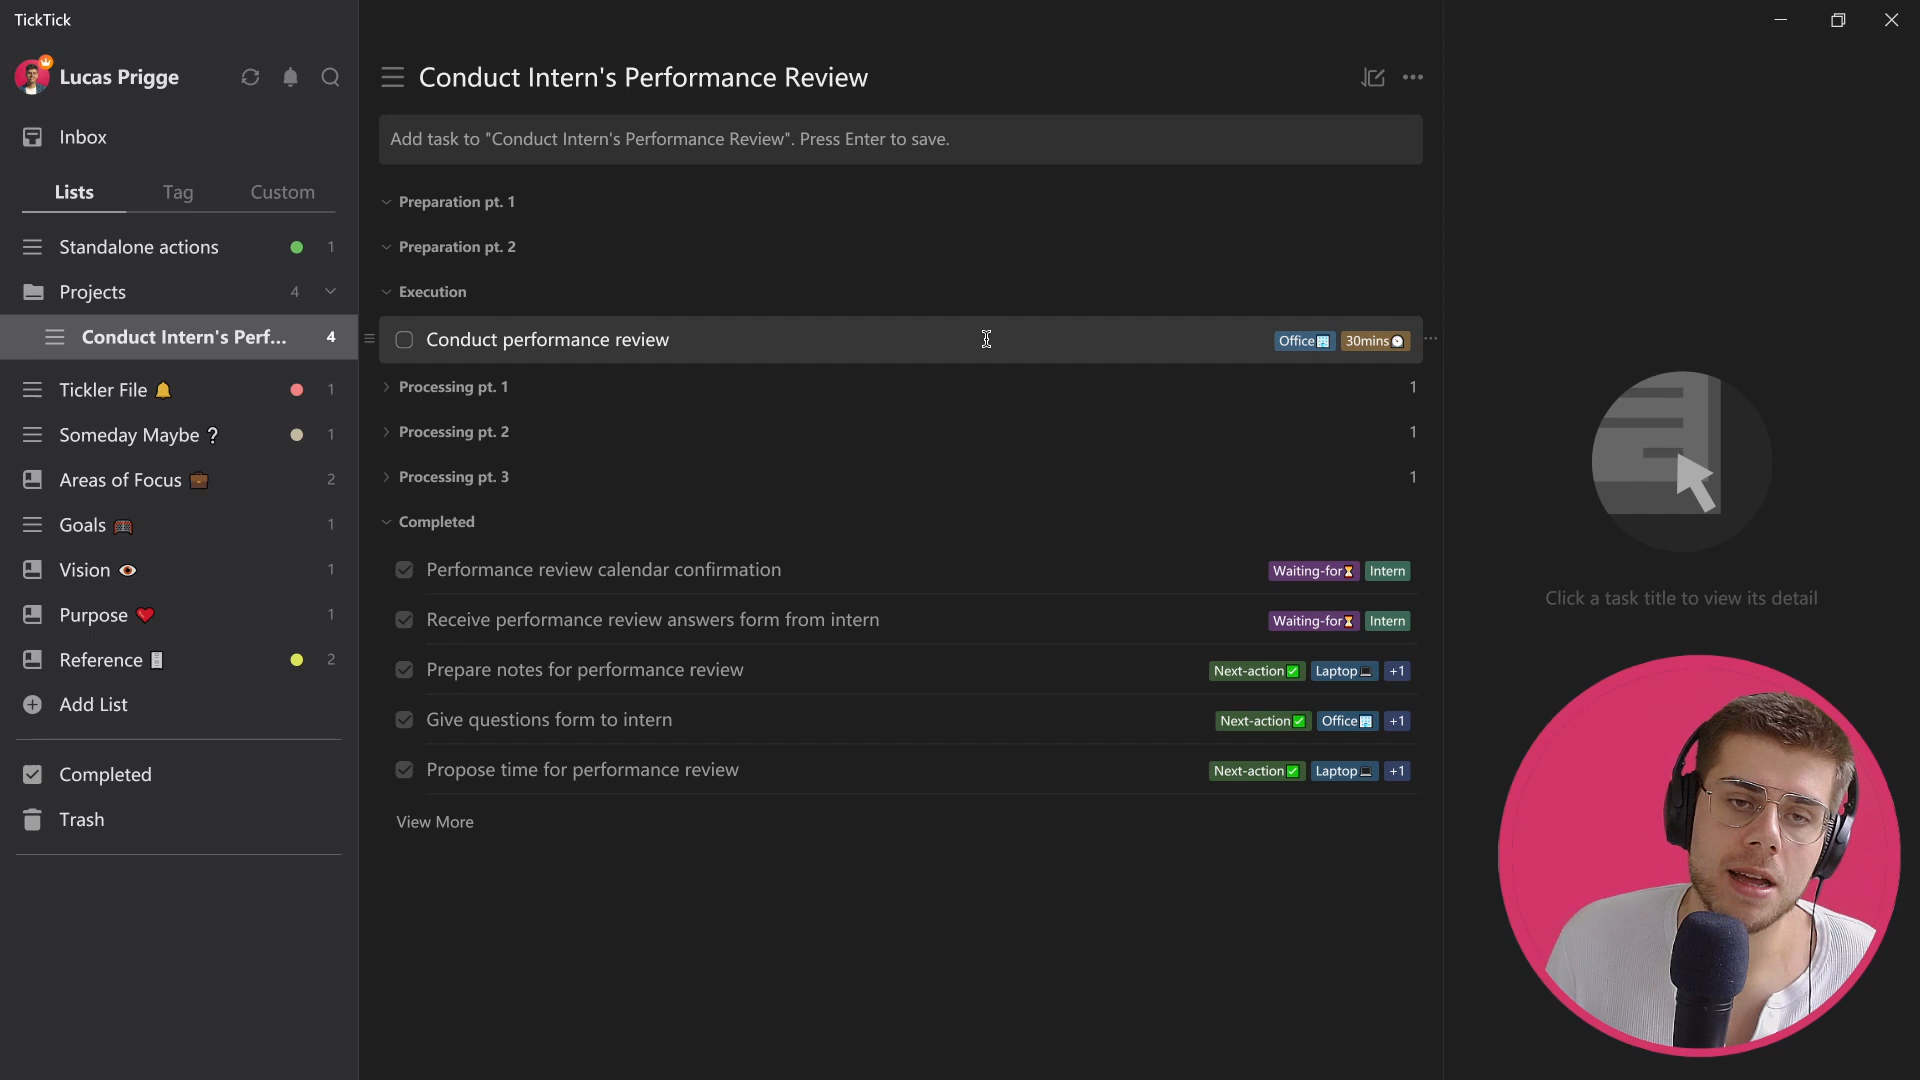 TickTick
Lucas Prigge
Inbox
Lists Tag Custom
Standalone actions 1
Projects 4
Conduct Intern's Perf... 4
Tickler File 1
Someday Maybe ❔ 1
Areas of Focus 2
Goals 1
Vision 1
Purpose 1
Reference 2
Add List
Completed
Trash
Conduct Intern's Performance Review
Add task to "Conduct Intern's Performance Review". Press Enter to save.
Preparation pt. 1
Preparation pt. 2
Execution
Conduct performance review Office 30mins
Processing pt. 1 1
Processing pt. 2 1
Processing pt. 3 1
Completed
Performance review calendar confirmation Waiting-for Intern
Receive performance review answers form from intern Waiting-for Intern
Prepare notes for performance review Next-action Laptop +1
Give questions form to intern Next-action Office +1
Propose time for performance review Next-action Laptop +1
View More
Click a task title to view its detail